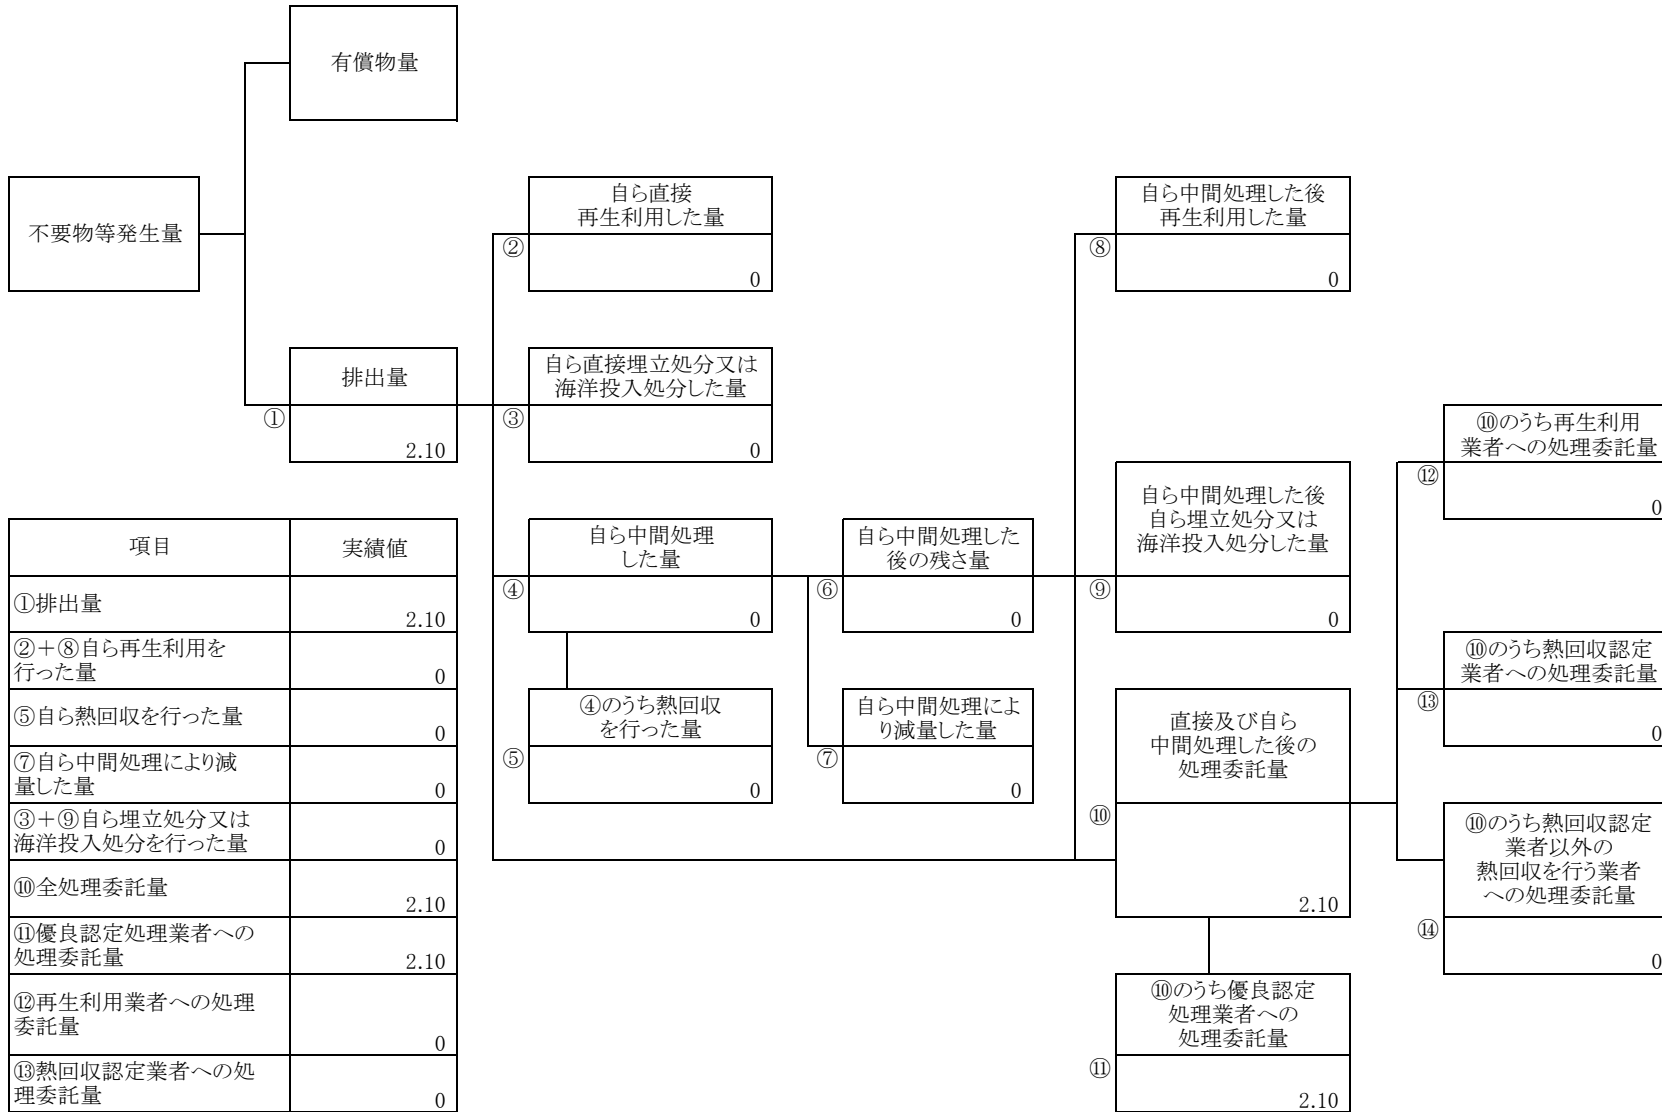 有償物量
不要物等発生量
自ら直接
再生利用した量
②
0
自ら中間処理した後
再生利用した量
⑧
0
排出量
①
2.10
自ら直接埋立処分又は
海洋投入処分した量
③
0
⑩のうち再生利用
業者への処理委託量
⑫
0
自ら中間処理
した量
④
0
自ら中間処理した
後の残さ量
⑥
0
自ら中間処理した後
自ら埋立処分又は
海洋投入処分した量
⑨
0
⑩のうち熱回収認定
業者への処理委託量
⑬
0
④のうち熱回収
を行った量
⑤
0
自ら中間処理によ
り減量した量
⑦
0
直接及び自ら
中間処理した後の
処理委託量
⑩
2.10
⑩のうち熱回収認定
業者以外の
熱回収を行う業者
への処理委託量
⑭
0
⑩のうち優良認定
処理業者への
処理委託量
⑪
2.10
項目 実績値
①排出量 2.10
②+⑧自ら再生利用を
行った量 0
⑤自ら熱回収を行った量 0
⑦自ら中間処理により減
量した量 0
③+⑨自ら埋立処分又は
海洋投入処分を行った量 0
⑩全処理委託量 2.10
⑪優良認定処理業者への
処理委託量 2.10
⑫再生利用業者への処理
委託量 0
⑬熱回収認定業者への処
理委託量 0